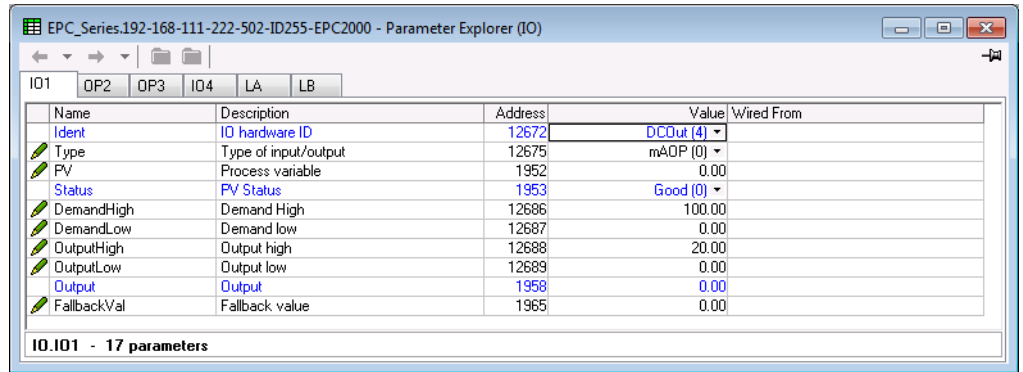 EPC_Series.192-168-111-222-502-ID255-EPC2000 - Parameter Explorer (IO)
IO1 OP2 OP3 IO4 LA LB
Name Description Address Value Wired From
Ident IO hardware ID 12672 DCOut (4)
Type Type of input/output 12675 mAOP (0)
PV Process variable 1952 0.00
Status PV Status 1953 Good (0)
DemandHigh Demand High 12686 100.00
DemandLow Demand low 12687 0.00
OutputHigh Output high 12688 20.00
OutputLow Output low 12689 0.00
Output Output 1958 0.00
FallbackVal Fallback value 1965 0.00
IO.IO1 - 17 parameters